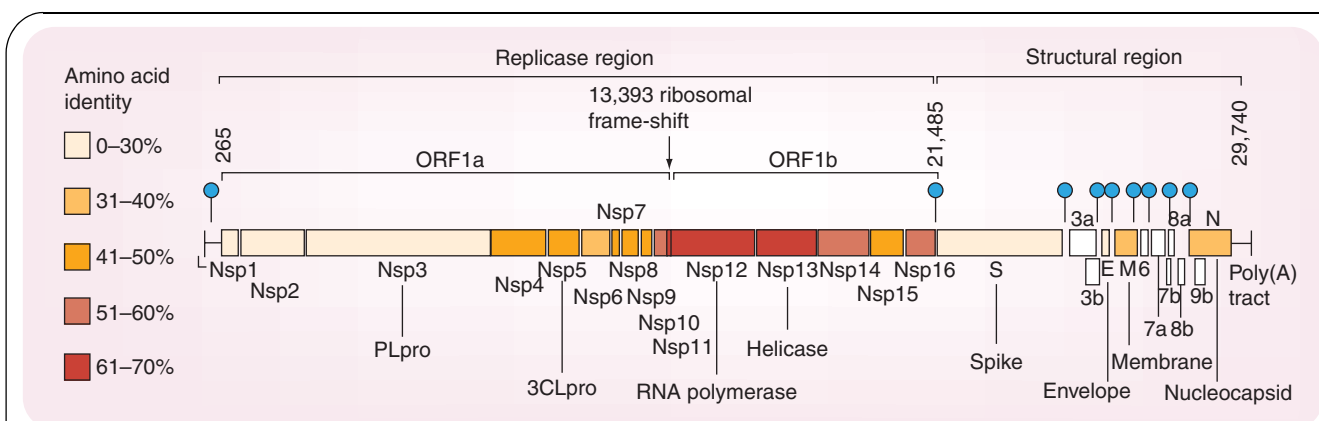 Replicase region
Structural region
Amino acid
identity
0–30%
31–40%
41–50%
51–60%
61–70%
13,393 ribosomal
frame-shift
265
21,485
29,740
ORF1a
ORF1b
Nsp7
3a
8a
N
Nsp1
Nsp2
Nsp3
Nsp4
Nsp5
Nsp6
Nsp8
Nsp9
Nsp10
Nsp11
Nsp12
Nsp13
Nsp14
Nsp15
Nsp16
S
E
M
6
3b
7b
9b
7a
8b
Poly(A)
tract
PLpro
3CLpro
RNA polymerase
Helicase
Spike
Membrane
Envelope
Nucleocapsid
L